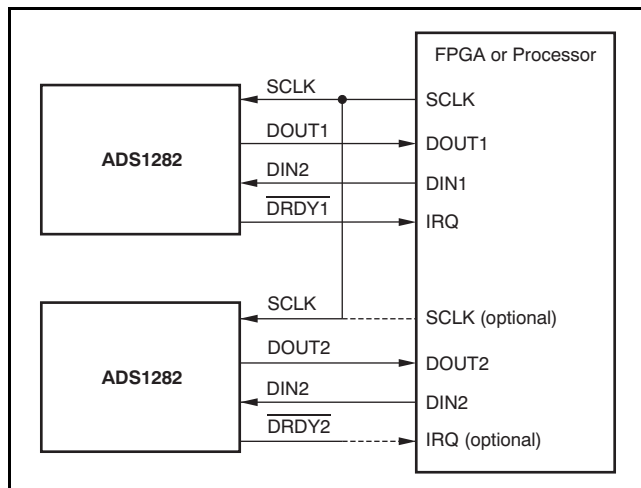 FPGA or Processor
SCLK SCLK
DOUT1 DOUT1
ADS1282
DIN2 DIN1
DRDY1 IRQ
SCLK SCLK (optional)
DOUT2 DOUT2
ADS1282
DIN2 DIN2
DRDY2 IRQ (optional)